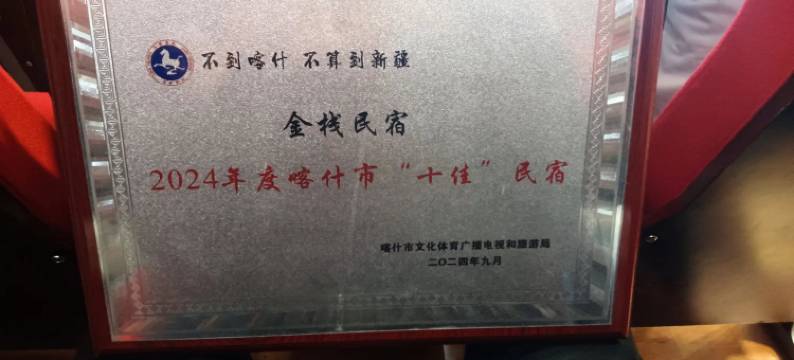 不到喀什 不算到新疆
金栈民宿
2024年度喀什市“十佳”民宿
喀什市文化体育广播电视和旅游局
二〇二四年九月